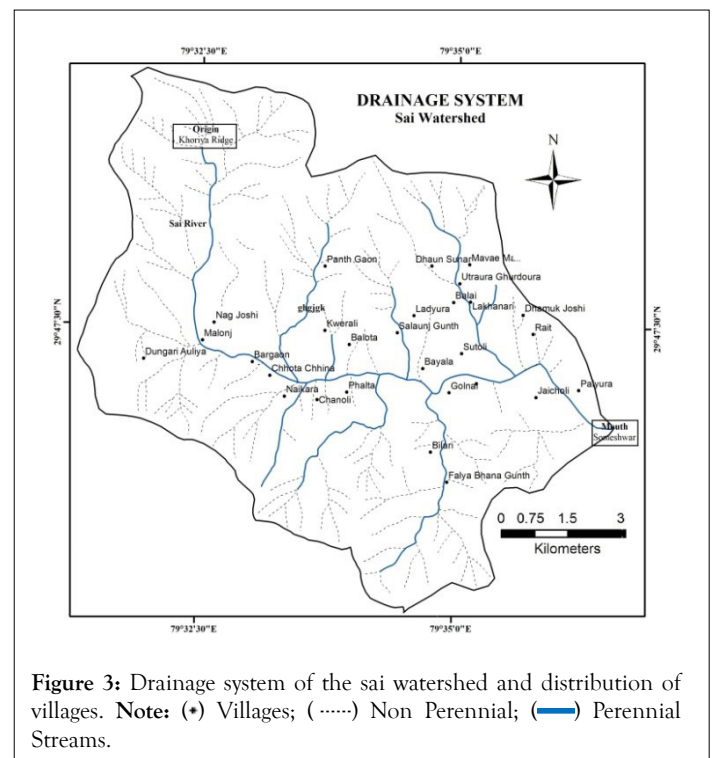 79°32'30"E
79°35'0"E
DRAINAGE SYSTEM
Sai Watershed
Origin
Khoriya Ridge
N
Sai River
Panth Gaon
Dhaun Sunar
Mavae M...
Utraura Ghurdoura
ghgjgk
Ladyura
Balai
Lakhanari
Dhamuk Joshi
29°47'30"N
29°47'30"N
Nag Joshi
Kwerali
Salaunj Gunth
Rait
Malonj
Balota
Sutoli
Dungari Auliya
Bargaon
Bayala
Chhota Chhina
Naikara
Phalta
Golna
Jaicholi
Paiyura
Chanoli
Mouth
Someshwar
Bilari
Falya Bhana Gunth
0 0.75 1.5 3
Kilometers
79°32'30"E
79°35'0"E
Figure 3: Drainage system of the sai watershed and distribution of
villages. Note: (*) Villages; ( ......) Non Perennial; (—) Perennial
Streams.